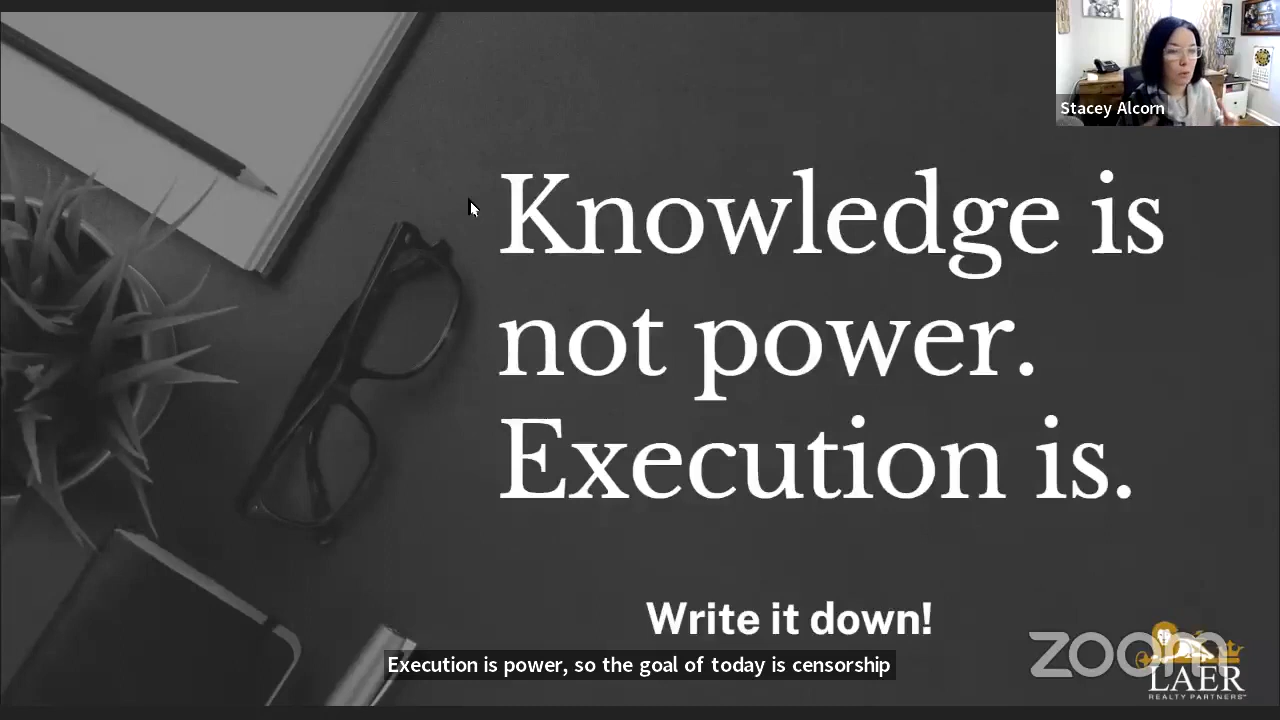 Stacey Alcorn
Knowledge is
not power.
Execution is.
Write it down!
Execution is power, so the goal of today is censorship
zoom
LAER
REALTY PARTNERS